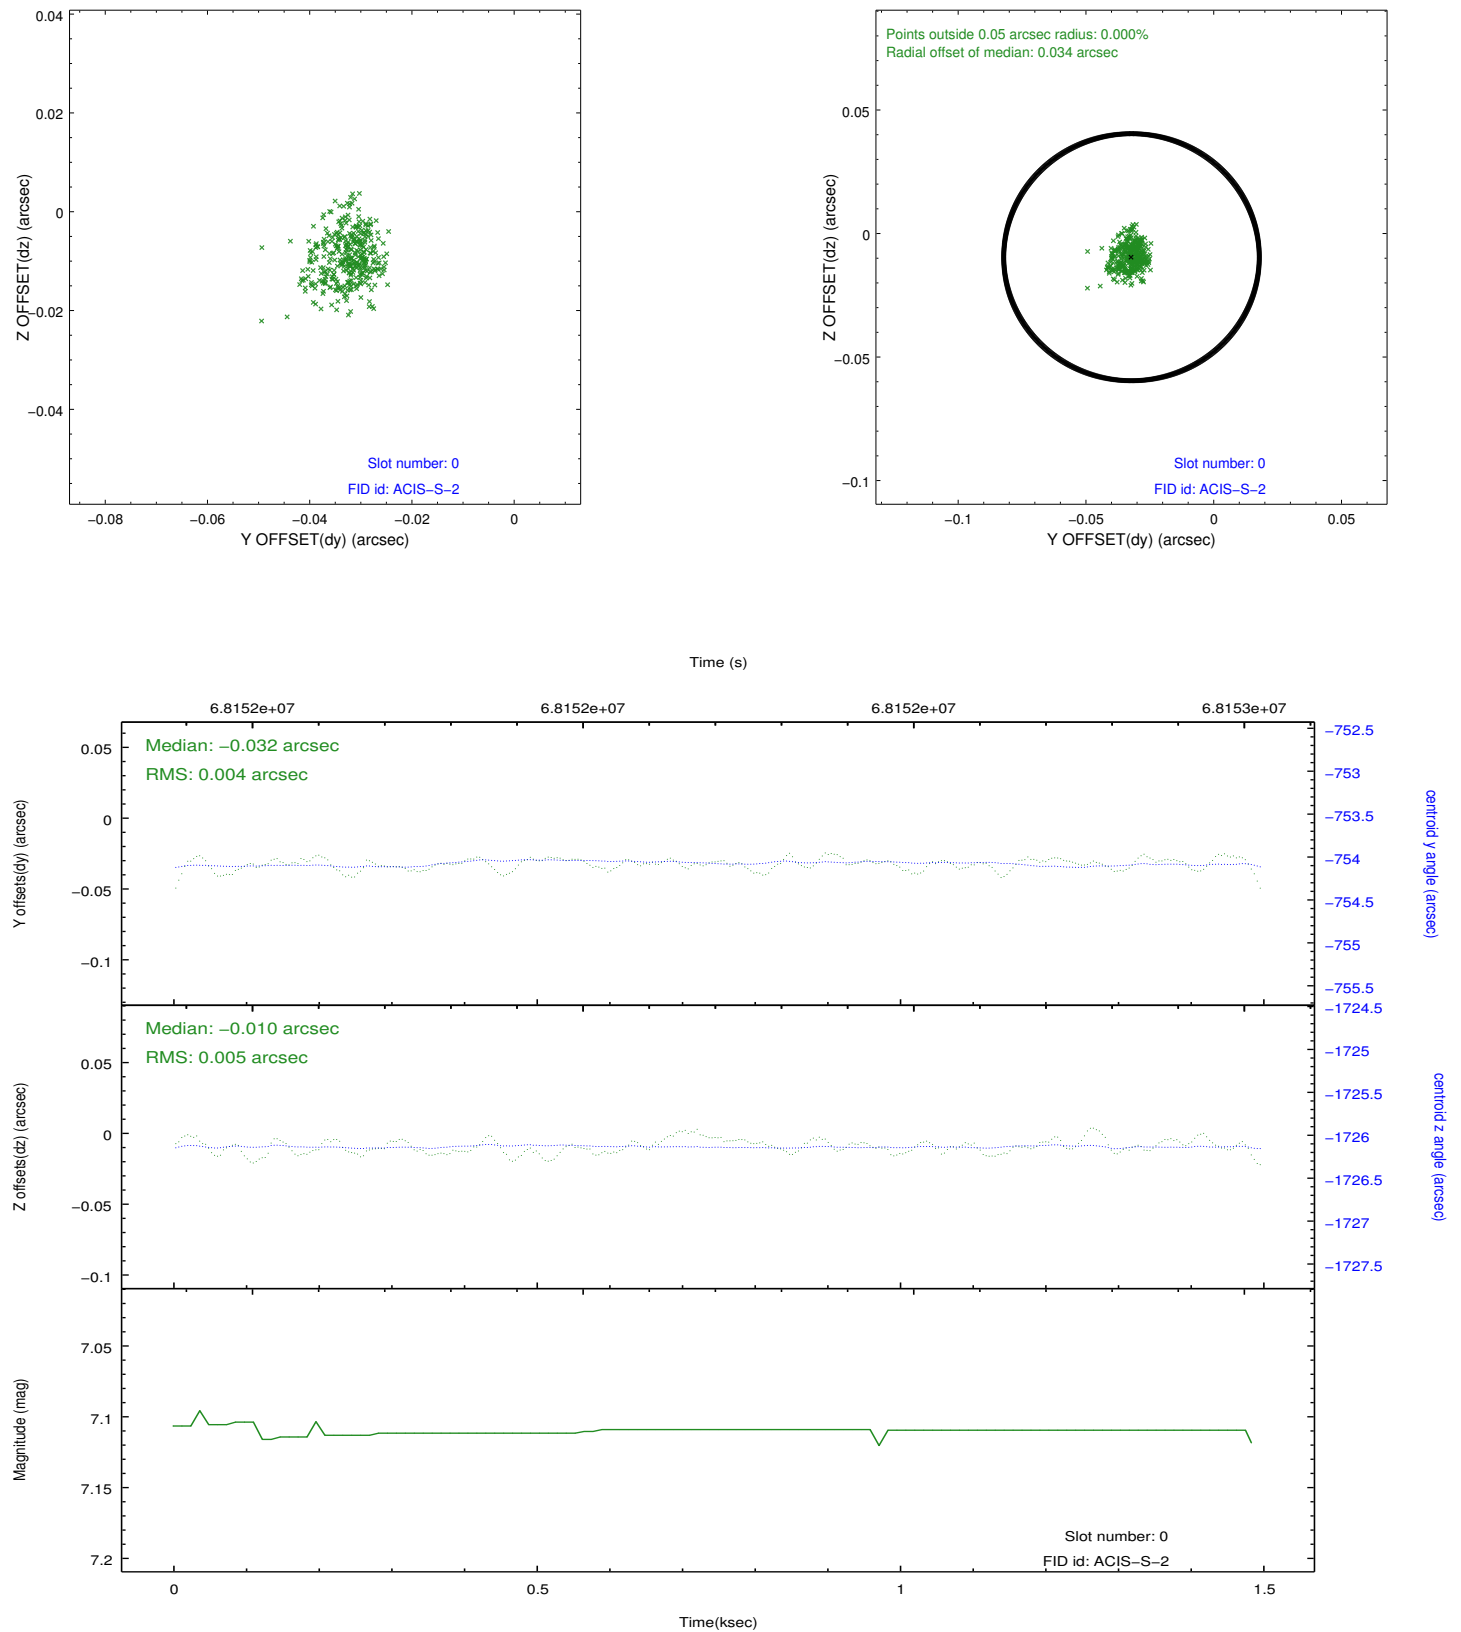 0.04
0.02
0
−0.02
−0.04
Z OFFSET(dz) (arcsec)
Slot number: 0
FID id: ACIS−S−2
−0.08 −0.06 −0.04 −0.02 0
Y OFFSET(dy) (arcsec)
Points outside 0.05 arcsec radius: 0.000%
Radial offset of median: 0.034 arcsec
0.05
0
−0.05
−0.1
Z OFFSET(dz) (arcsec)
Slot number: 0
FID id: ACIS−S−2
−0.1 −0.05 0 0.05
Y OFFSET(dy) (arcsec)
Time (s)
6.8152e+07 6.8152e+07 6.8152e+07 6.8153e+07
Median: −0.032 arcsec
RMS: 0.004 arcsec
0.05
0
−0.05
−0.1
Y offsets(dy) (arcsec)
−752.5
−753
−753.5
−754
−754.5
−755
−755.5
centroid y angle (arcsec)
Median: −0.010 arcsec
RMS: 0.005 arcsec
0.05
0
−0.05
−0.1
Z offsets(dz) (arcsec)
−1724.5
−1725
−1725.5
−1726
−1726.5
−1727
−1727.5
centroid z angle (arcsec)
7.05
7.1
7.15
7.2
Magnitude (mag)
Slot number: 0
FID id: ACIS−S−2
0 0.5 1 1.5
Time(ksec)